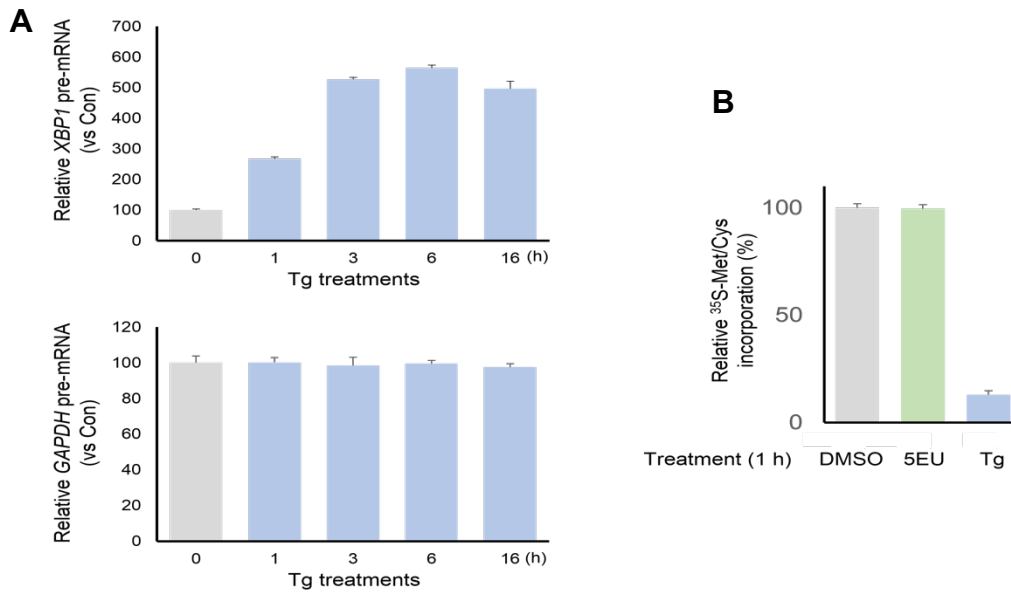 A
Relative XBP1 pre-mRNA
(vs Con)
700
600
500
400
300
200
100
0
0 1 3 6 16 (h)
Tg treatments
Relative GAPDH pre-mRNA
(vs Con)
120
100
80
60
40
20
0
0 1 3 6 16 (h)
Tg treatments
B
Relative ³⁵S-Met/Cys
incorporation (%)
100
50
0
Treatment (1 h) DMSO 5EU Tg